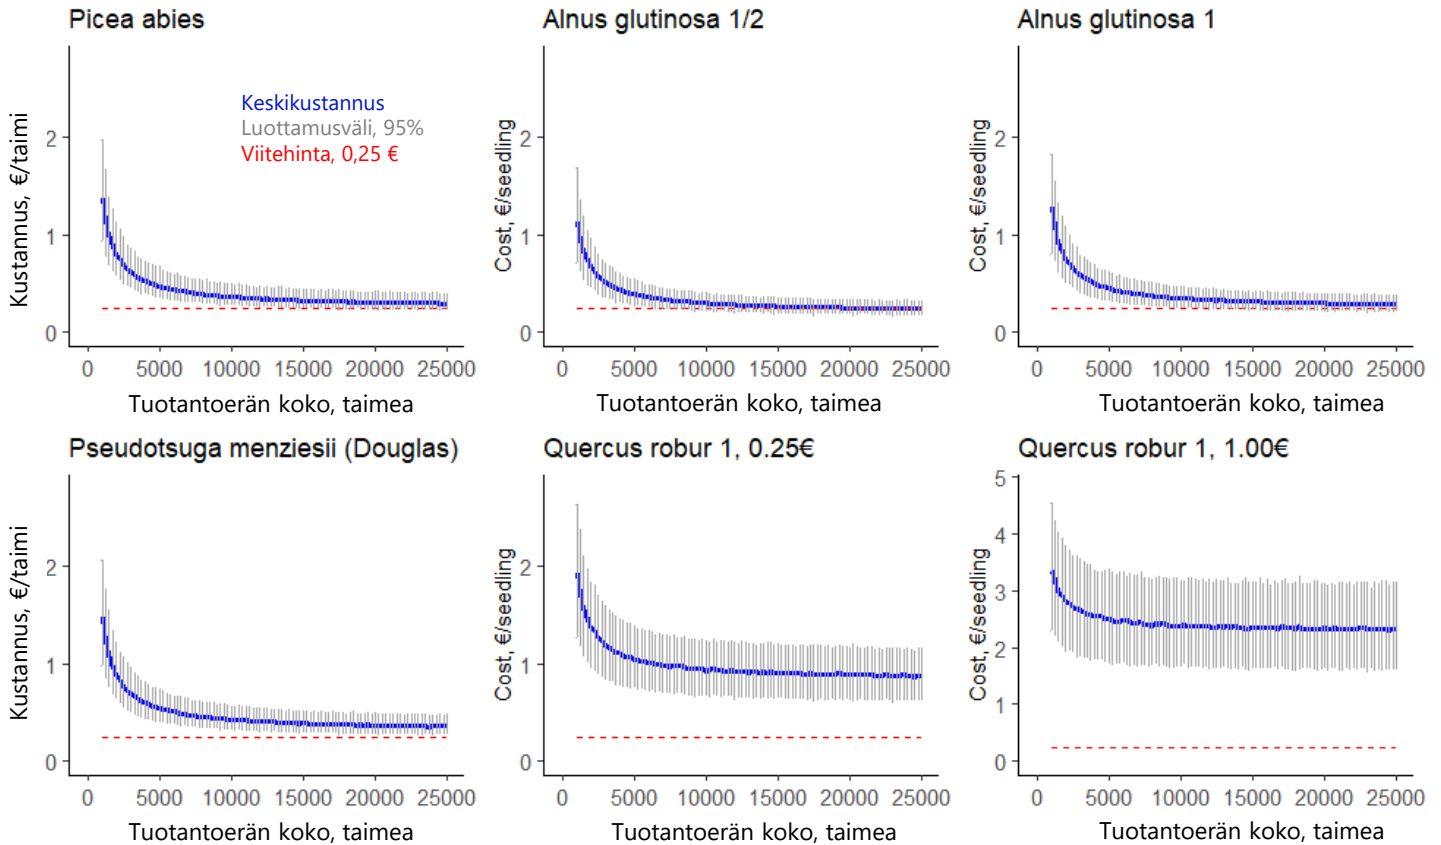 Picea abies
Alnus glutinosa 1/2
Alnus glutinosa 1
Kustannus, €/taimi
2
1
0
Keskikustannus
Luottamusväli, 95%
Viitehinta, 0,25 €
0 5000 10000 15000 20000 25000
Tuotantoerän koko, taimea
Cost, €/seedling
2
1
0
0 5000 10000 15000 20000 25000
Tuotantoerän koko, taimea
Cost, €/seedling
2
1
0
0 5000 10000 15000 20000 25000
Tuotantoerän koko, taimea
Pseudotsuga menziesii (Douglas)
Quercus robur 1, 0.25€
Quercus robur 1, 1.00€
Kustannus, €/taimi
2
1
0
0 5000 10000 15000 20000 25000
Tuotantoerän koko, taimea
Cost, €/seedling
2
1
0
0 5000 10000 15000 20000 25000
Tuotantoerän koko, taimea
Cost, €/seedling
5
4
3
2
1
0
0 5000 10000 15000 20000 25000
Tuotantoerän koko, taimea